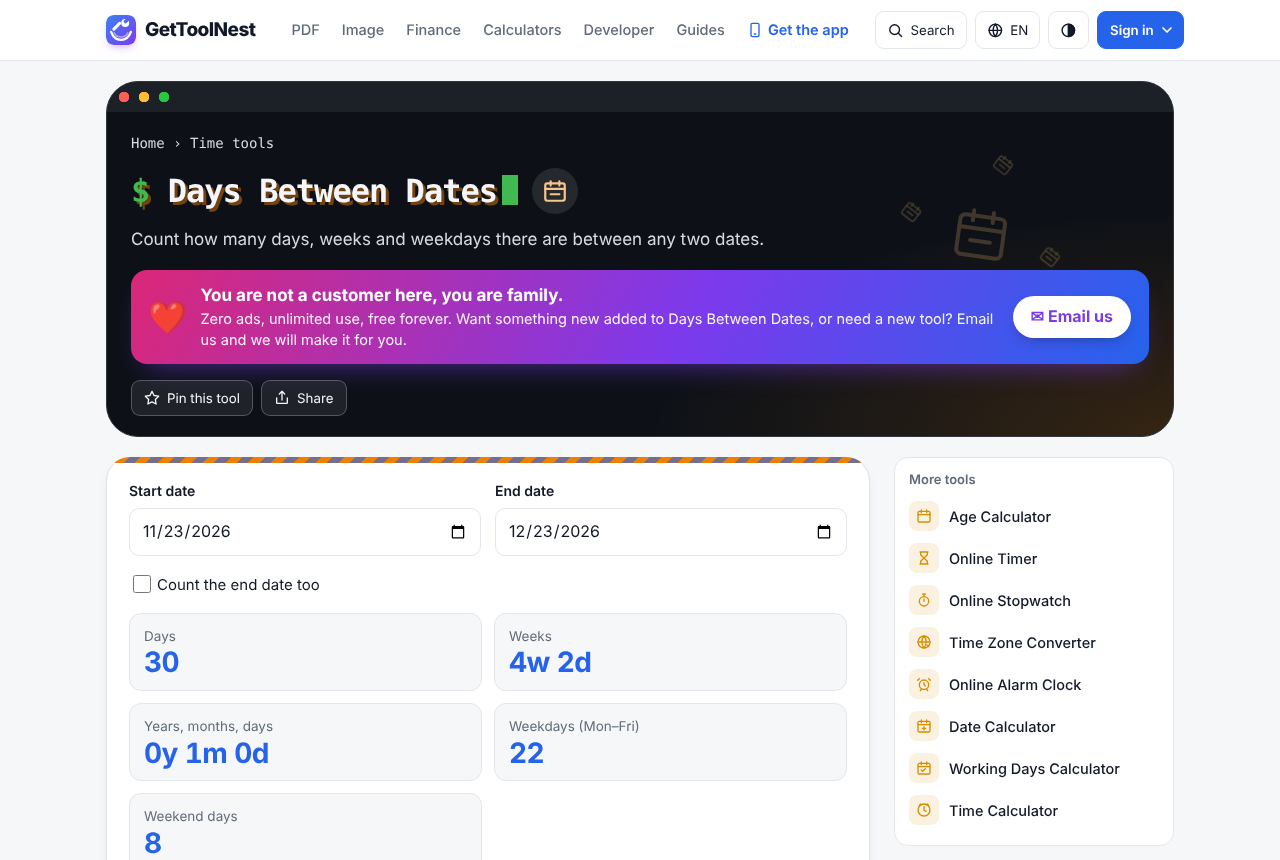 GetToolNest
PDF
Image
Finance
Calculators
Developer
Guides
Get the app
Search
EN
Sign in
Home › Time tools
$ Days Between Dates
Count how many days, weeks and weekdays there are between any two dates.
You are not a customer here, you are family.
Zero ads, unlimited use, free forever. Want something new added to Days Between Dates, or need a new tool? Email
us and we will make it for you.
✉ Email us
Pin this tool
Share
Start date
End date
11/23/2026
12/23/2026
Count the end date too
Days
30
Weeks
4w 2d
Years, months, days
0y 1m 0d
Weekdays (Mon–Fri)
22
Weekend days
8
More tools
Age Calculator
Online Timer
Online Stopwatch
Time Zone Converter
Online Alarm Clock
Date Calculator
Working Days Calculator
Time Calculator